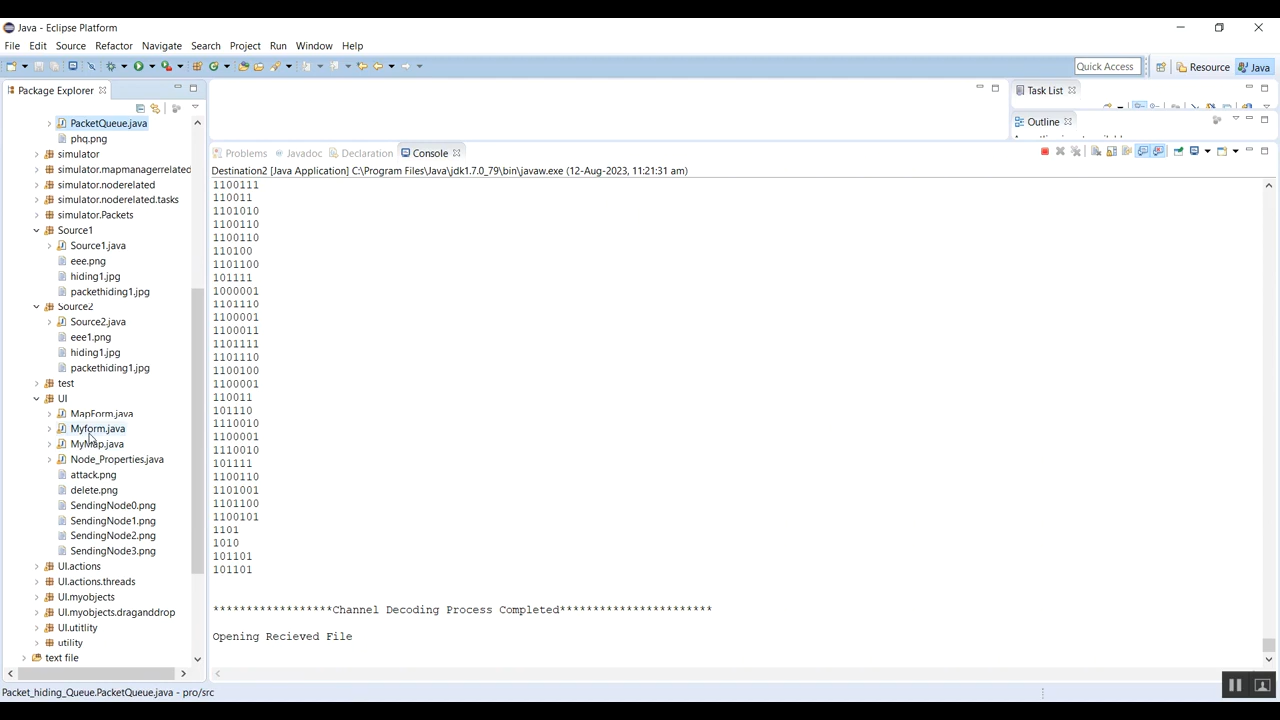 Java - Eclipse Platform
File Edit Source Refactor Navigate Search Project Run Window Help
Quick Access Resource Java
Package Explorer
Task List
PacketQueue.java
Outline
phq.png
simulator
Problems Javadoc Declaration Console
simulator.mapmanagerrelated
Destination2 [Java Application] C:\Program Files\Java\jdk1.7.0_79\bin\javaw.exe (12-Aug-2023, 11:21:31 am)
simulator.noderelated
1100111
simulator.noderelated.tasks
110011
simulator.Packets
1101010
1100110
Source1
1100110
Source1.java
110100
eee.png
1101100
hiding1.jpg
101111
packethiding1.jpg
1000001
Source2
1101110
Source2.java
1100001
eee1.png
1100011
1101111
hiding1.jpg
1101110
packethiding1.jpg
1100100
test
1100001
UI
110011
MapForm.java
101110
Myform.java
1110010
MyMap.java
1100001
1110010
Node_Properties.java
101111
attack.png
1100110
delete.png
1101001
SendingNode0.png
1101100
SendingNode1.png
1100101
SendingNode2.png
1101
SendingNode3.png
1010
101101
UI.actions
101101
UI.actions.threads
UI.myobjects
UI.myobjects.draganddrop
******************Channel Decoding Process Completed***********************
UI.utitlity
utility
Opening Recieved File
text file
Packet_hiding_Queue.PacketQueue.java - pro/src